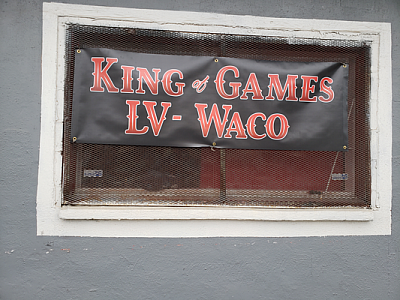 King of Games
LV- Waco